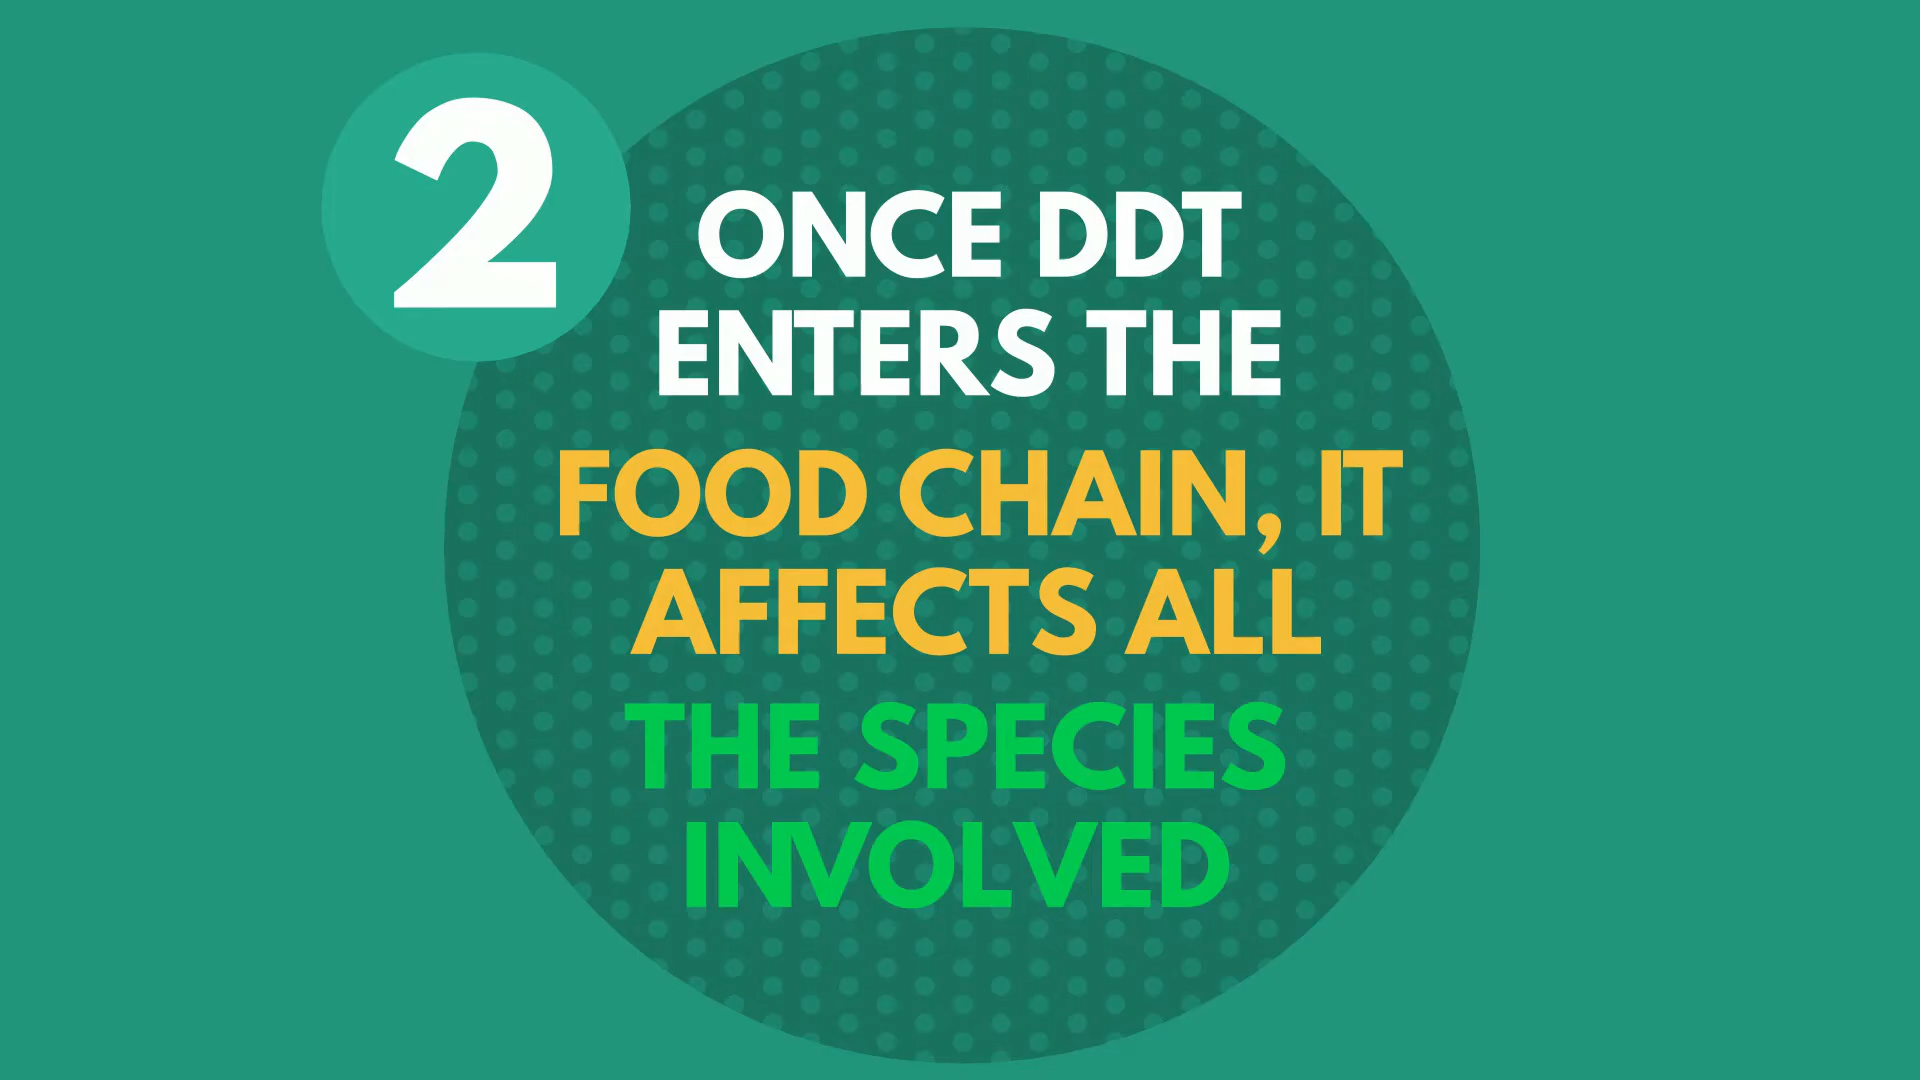 2
ONCE DDT
ENTERS THE
FOOD CHAIN, IT
AFFECTS ALL
THE SPECIES
INVOLVED